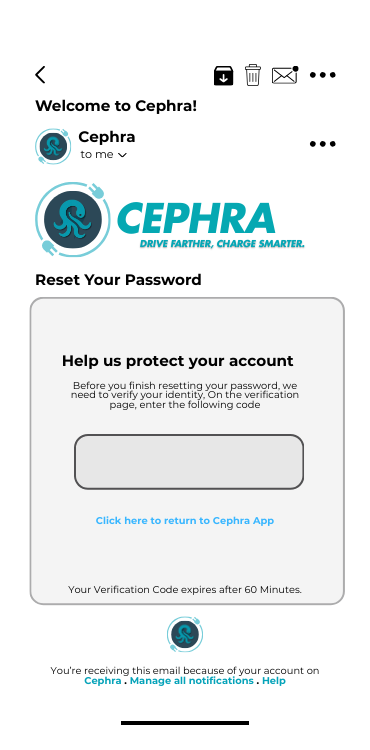 Welcome to Cephra!
Cephra
to me
CEPHRA
DRIVE FARTHER, CHARGE SMARTER.
Reset Your Password
Help us protect your account
Before you finish resetting your password, we
need to verify your identity, On the verification
page, enter the following code
Click here to return to Cephra App
Your Verification Code expires after 60 Minutes.
You're receiving this email because of your account on
Cephra . Manage all notifications . Help